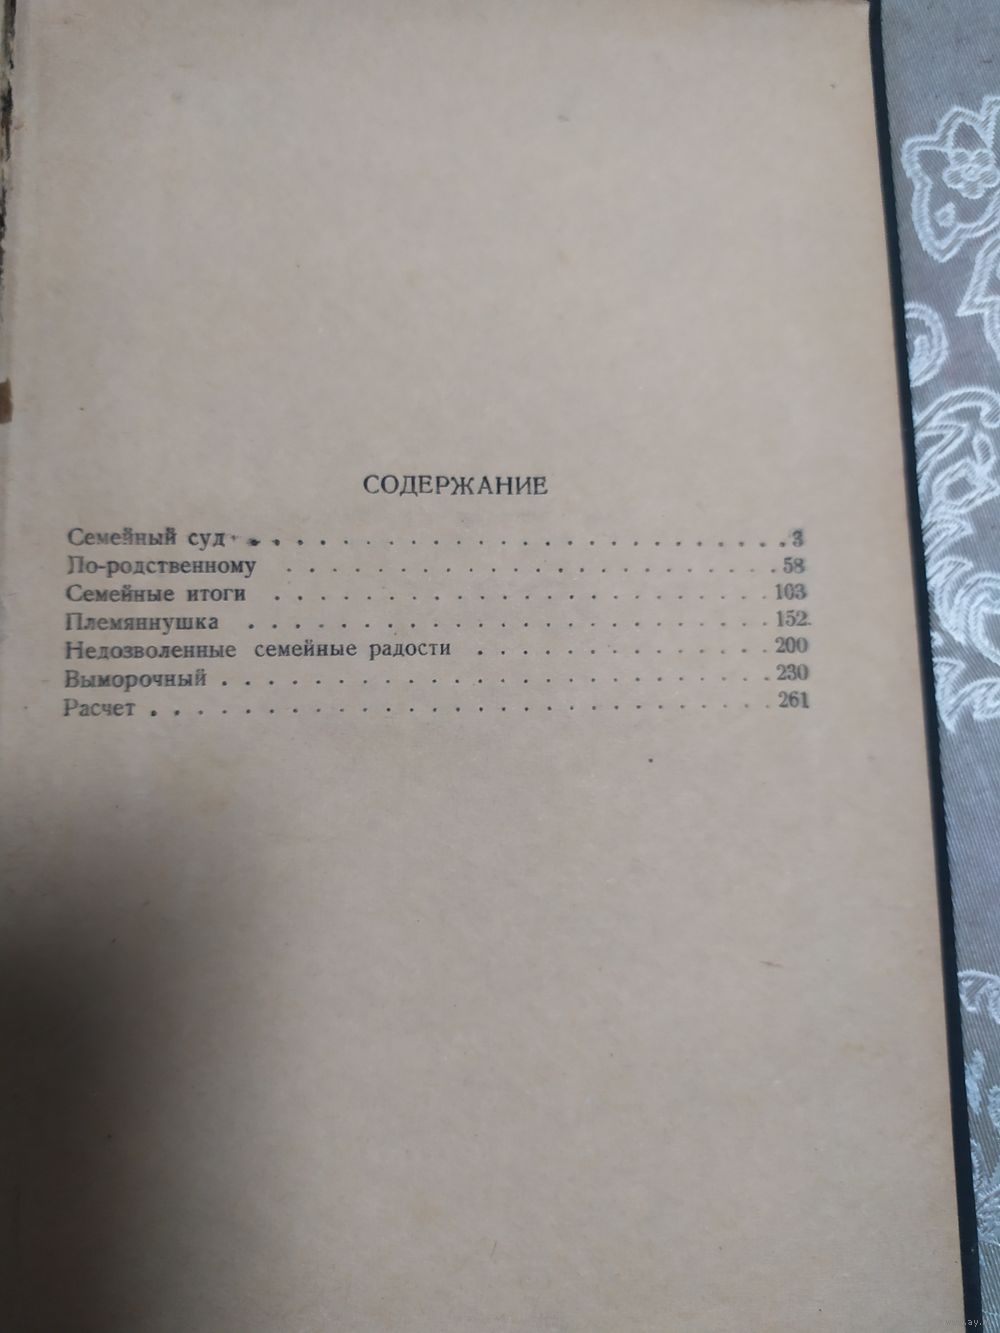 СОДЕРЖАНИЕ
Семейный суд . . . . . . . . . . . . . . . . . . . . . . . . 3
По-родственному . . . . . . . . . . . . . . . . . . . . . 58
Семейные итоги . . . . . . . . . . . . . . . . . . . . . . 103
Племяннушка . . . . . . . . . . . . . . . . . . . . . . . 152
Недозволенные семейные радости . . . . . . . . . . . . . 200
Выморочный . . . . . . . . . . . . . . . . . . . . . . . . 230
Расчет . . . . . . . . . . . . . . . . . . . . . . . . . . . 261